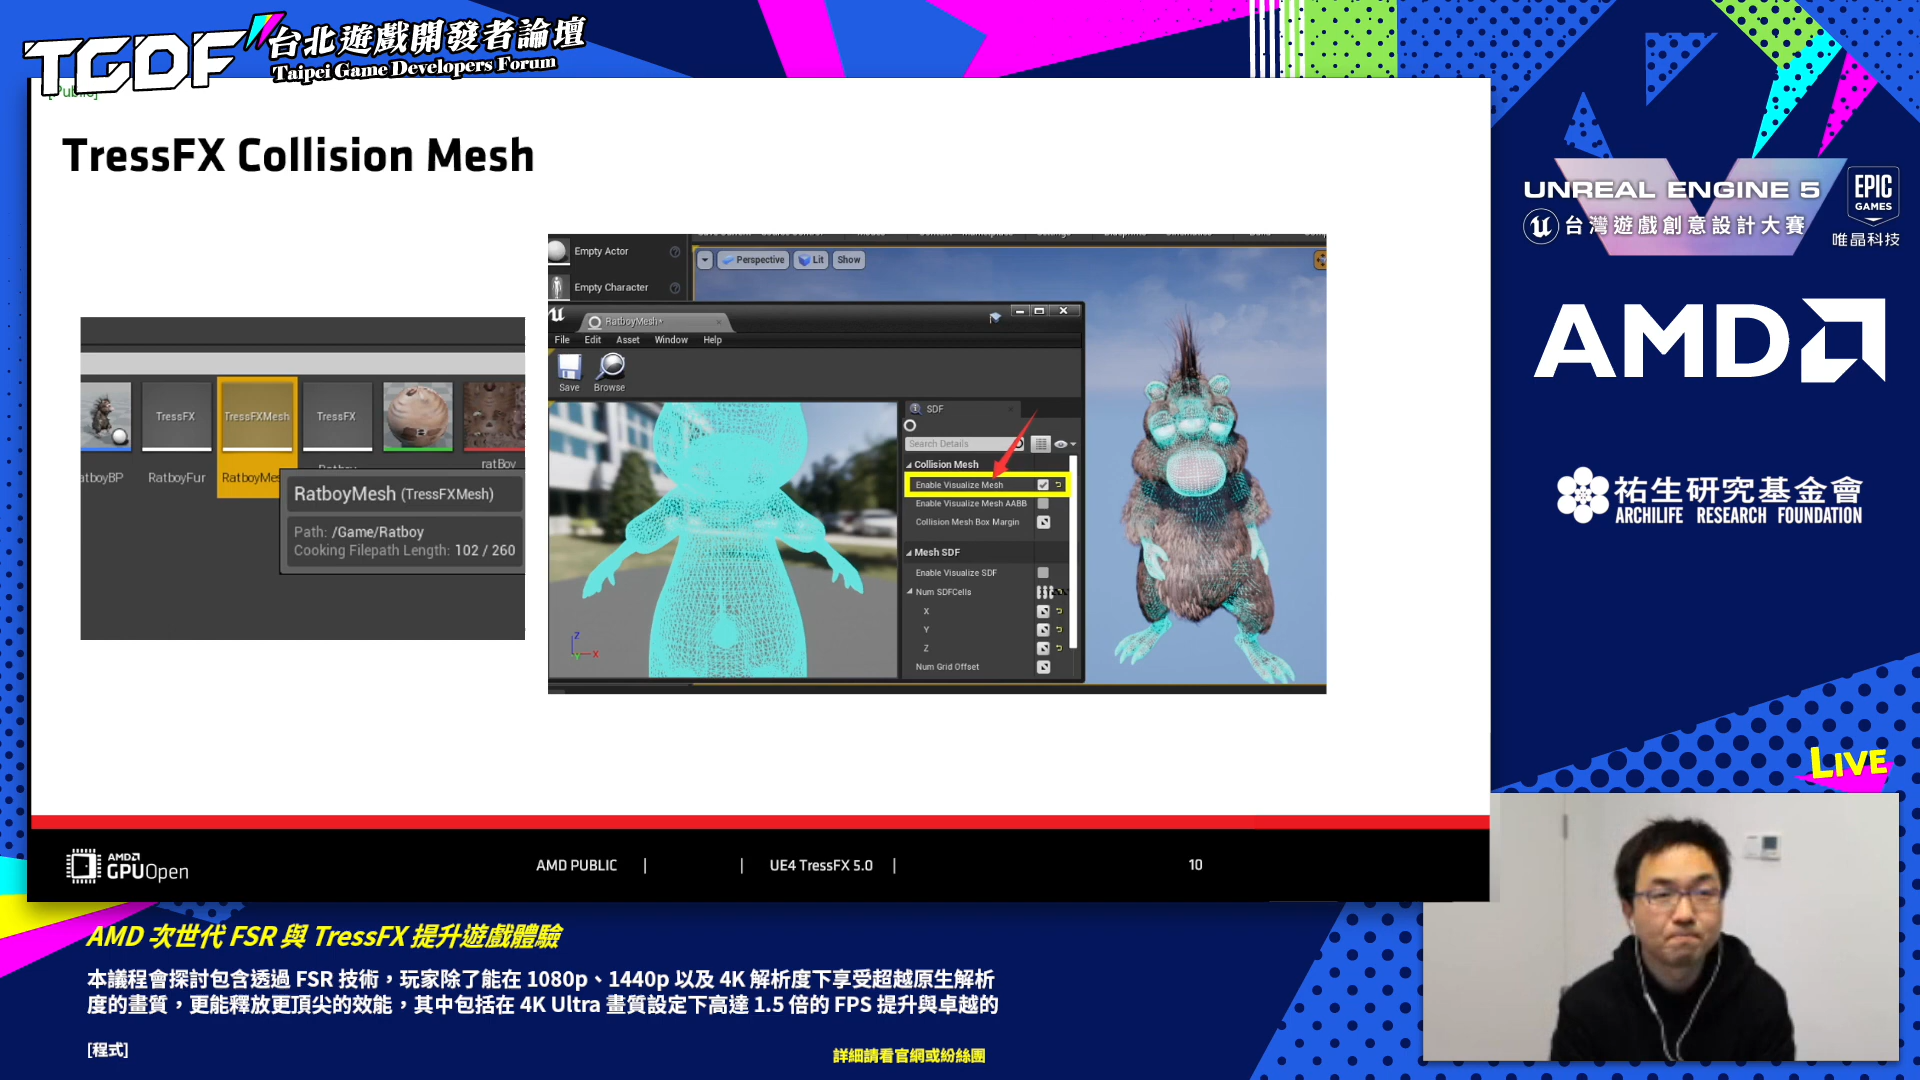 TGDF 台北遊戲開發者論壇
Taipei Game Developers Forum
[Public]
TressFX Collision Mesh
TressFX
TressFXMesh
TressFX
RatboyFur
RatboyMesh (TressFXMesh)
Path: /Game/Ratboy
Cooking Filepath Length: 102 / 260
ratBoy
Empty Actor
Empty Character
Perspective
Lit
Show
RatboyMesh*
File Edit Asset Window Help
Save
Browse
SDF
Search Details
Collision Mesh
Enable Visualize Mesh
Enable Visualize Mesh AABB
Collision Mesh Box Margin
Mesh SDF
Enable Visualize SDF
Num SDFCells
X
Y
Z
Num Grid Offset
Z
X
AMD
GPUOpen
AMD PUBLIC | | UE4 TressFX 5.0 | 10
UNREAL ENGINE 5
台灣遊戲創意設計大賽
EPIC
GAMES
唯晶科技
AMD
祐生研究基金會
ARCHILIFE RESEARCH FOUNDATION
LIVE
AMD 次世代 FSR 與 TressFX 提升遊戲體驗
本議程會探討包含透過 FSR 技術，玩家除了能在 1080p、1440p 以及 4K 解析度下享受超越原生解析
度的畫質，更能釋放更頂尖的效能，其中包括在 4K Ultra 畫質設定下高達 1.5 倍的 FPS 提升與卓越的
[程式]
詳細請看官網或紛絲團